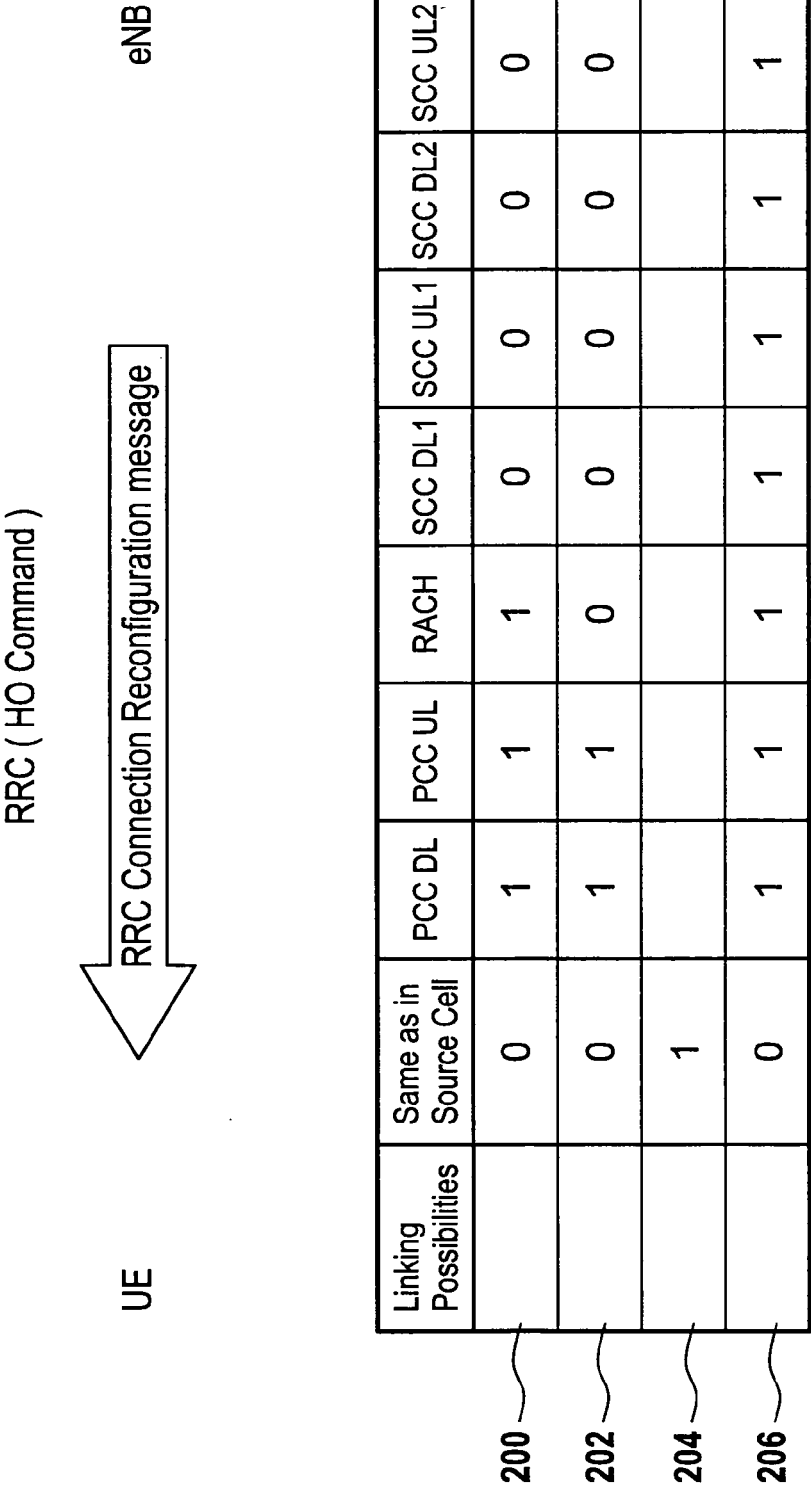 RRC ( HO Command )
UE
eNB
RRC Connection Reconfiguration message
Linking Possibilities | Same as in Source Cell | PCC DL | PCC UL | RACH | SCC DL1 | SCC UL1 | SCC DL2 | SCC UL2
200 | | 0 | 1 | 1 | 1 | 0 | 0 | 0 | 0
202 | | 0 | 1 | 1 | 0 | 0 | 0 | 0 | 0
204 | | 1
206 | | 0 | 1 | 1 | 1 | 1 | 1 | 1 | 1